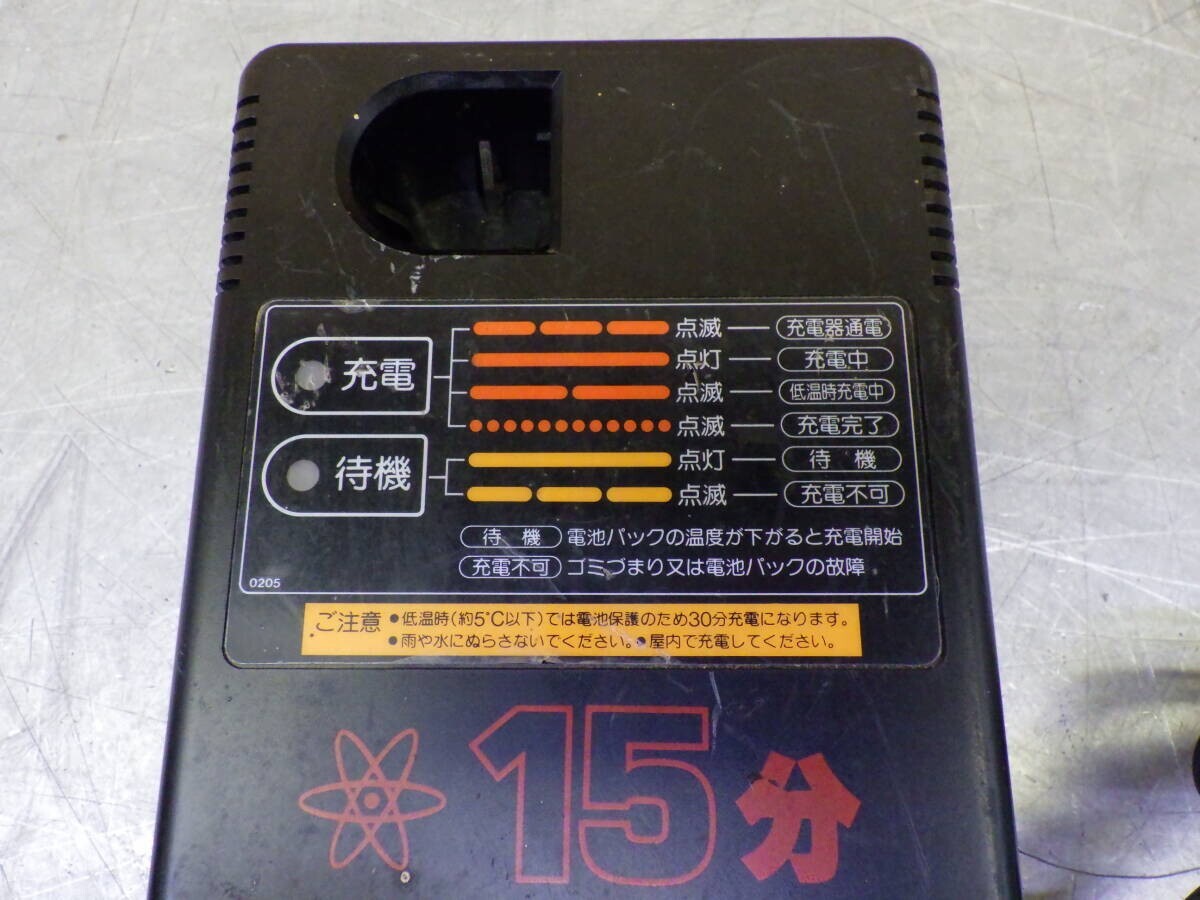 充電
点滅 充電器通電
点灯 充電中
点滅 低温時充電中
点滅 充電完了
待機
点灯 待機
点滅 充電不可
待機 電池パックの温度が下がると充電開始
充電不可 ゴミづまり又は電池パックの故障
0205
ご注意
●低温時(約5℃以下)では電池保護のため30分充電になります。
●雨や水にぬらさないでください。●屋内で充電してください。
15分